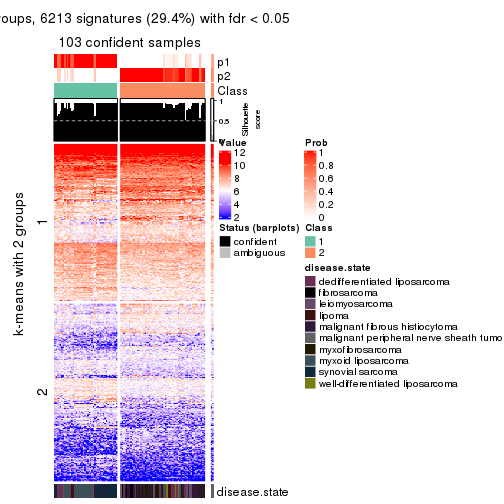 oups, 6213 signatures (29.4%) with fdr < 0.05
103 confident samples
p1
p2
Class
1
0.5
0
Silhouette
score
k-means with 2 groups
1
2
Value
12
10
8
6
4
2
Prob
1
0.8
0.6
0.4
0.2
0
Status (barplots)
confident
ambiguous
Class
1
2
disease.state
dedifferentiated liposarcoma
fibrosarcoma
leiomyosarcoma
lipoma
malignant fibrous histiocytoma
malignant peripheral nerve sheath tumo
myxofibrosarcoma
myxoid liposarcoma
synovial sarcoma
well-differentiated liposarcoma
disease.state